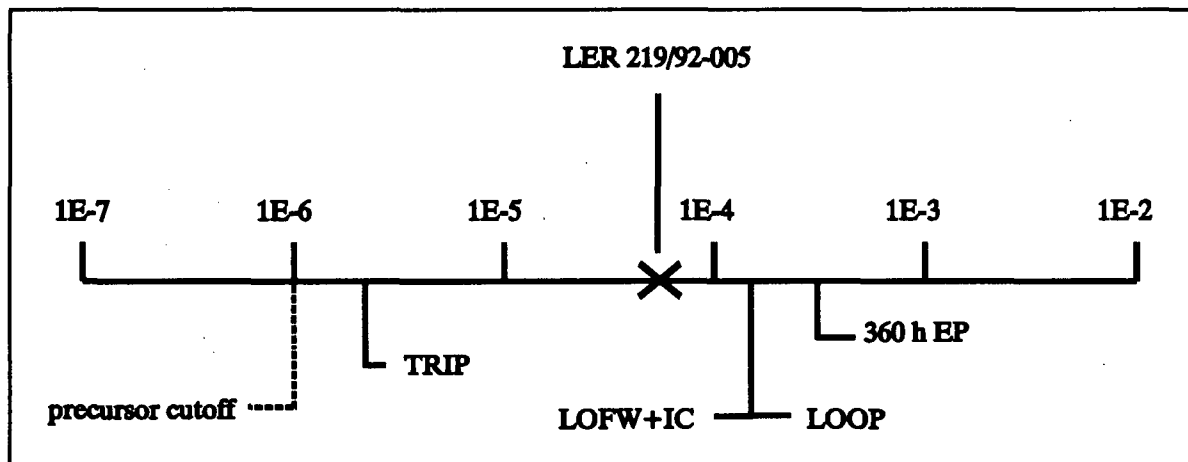 LER 219/92-005
1E-7 1E-6 1E-5 1E-4 1E-3 1E-2
360 h EP
TRIP
precursor cutoff
LOFW+IC LOOP